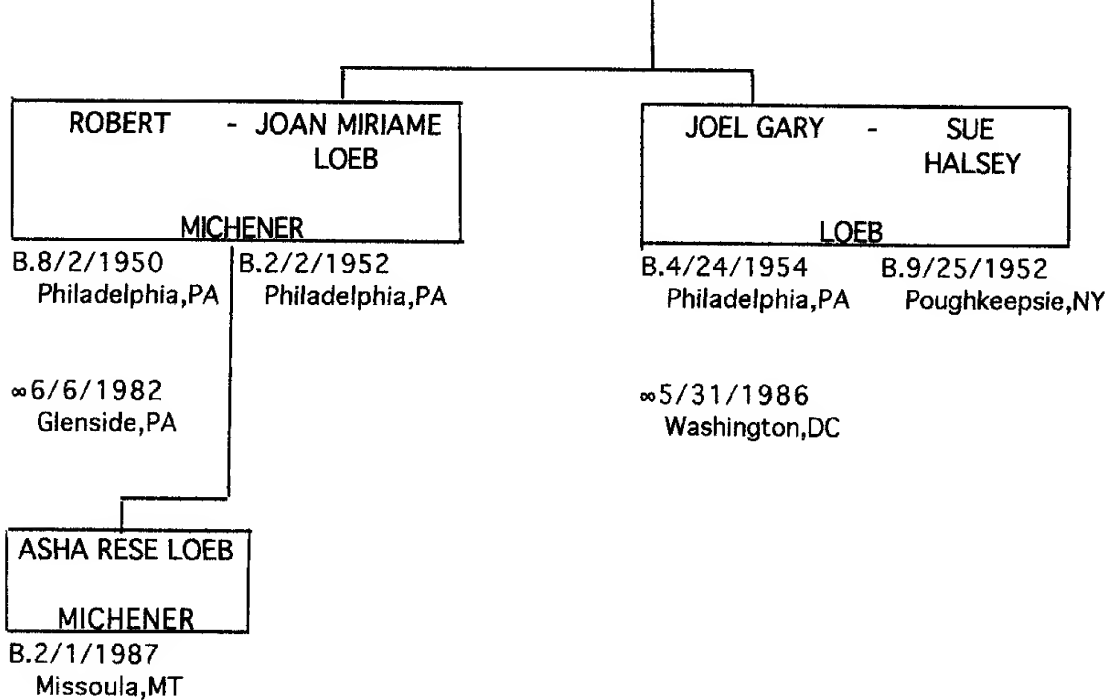 ROBERT - JOAN MIRIAME
LOEB
MICHENER
B.8/2/1950 B.2/2/1952
Philadelphia,PA Philadelphia,PA
∞6/6/1982
Glenside,PA
JOEL GARY - SUE
HALSEY
LOEB
B.4/24/1954 B.9/25/1952
Philadelphia,PA Poughkeepsie,NY
∞5/31/1986
Washington,DC
ASHA RESE LOEB
MICHENER
B.2/1/1987
Missoula,MT